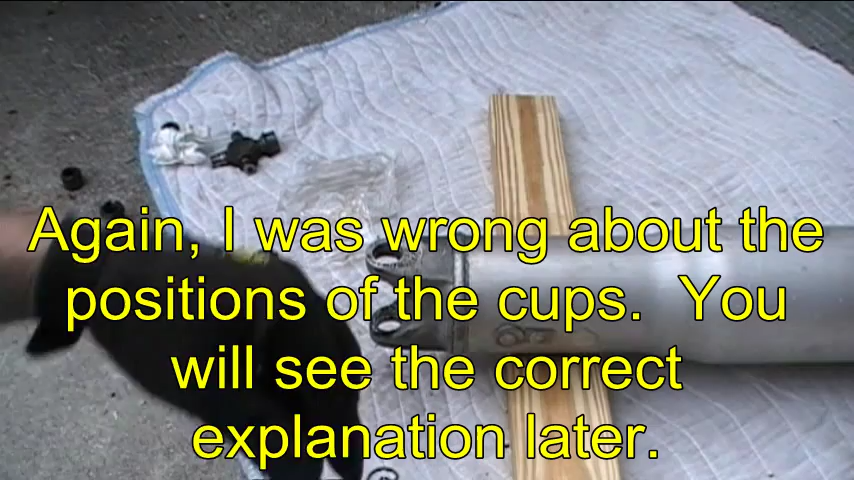 Again, I was wrong about the
positions of the cups.  You
will see the correct
explanation later.